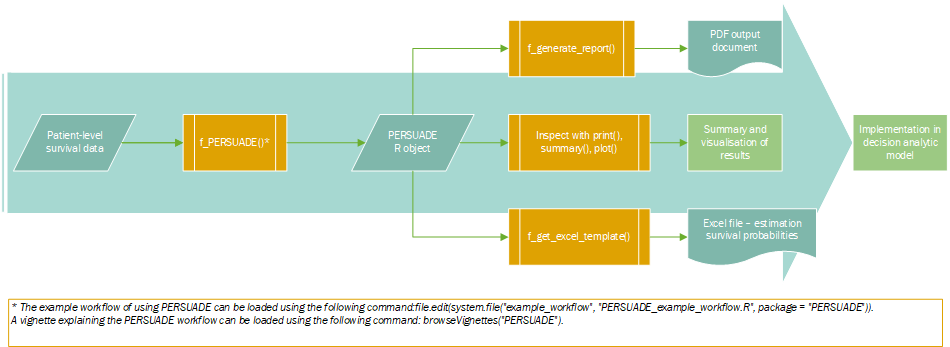 f_generate_report()
PDF output
document
Patient-level
survival data
f_PERSUADE()*
PERSUADE
R object
Inspect with print(),
summary(), plot()
Summary and
visualisation of
results
Implementation in
decision analytic
model
f_get_excel_template()
Excel file – estimation
survival probabilities
* The example workflow of using PERSUADE can be loaded using the following command:file.edit(system.file("example_workflow", "PERSUADE_example_workflow.R", package = "PERSUADE")).
A vignette explaining the PERSUADE workflow can be loaded using the following command: browseVignettes("PERSUADE").